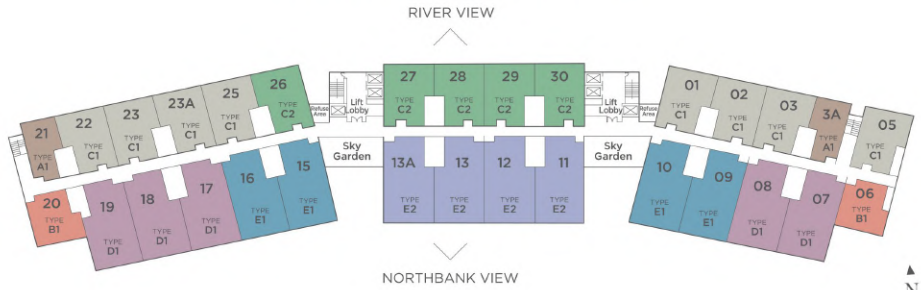 RIVER VIEW
21
TYPE
A1
22
TYPE
C1
23
TYPE
C1
23A
TYPE
C1
25
TYPE
C1
26
TYPE
C2
Refuse
Area
Lift
Lobby
27
TYPE
C2
28
TYPE
C2
29
TYPE
C2
30
TYPE
C2
Lift
Lobby
Refuse
Area
01
TYPE
C1
02
TYPE
C1
03
TYPE
C1
3A
TYPE
A1
05
TYPE
C1
20
TYPE
B1
19
TYPE
D1
18
TYPE
D1
17
TYPE
D1
16
TYPE
E1
15
TYPE
E1
Sky
Garden
13A
TYPE
E2
13
TYPE
E2
12
TYPE
E2
11
TYPE
E2
Sky
Garden
10
TYPE
E1
09
TYPE
E1
08
TYPE
D1
07
TYPE
D1
06
TYPE
B1
NORTHBANK VIEW
N